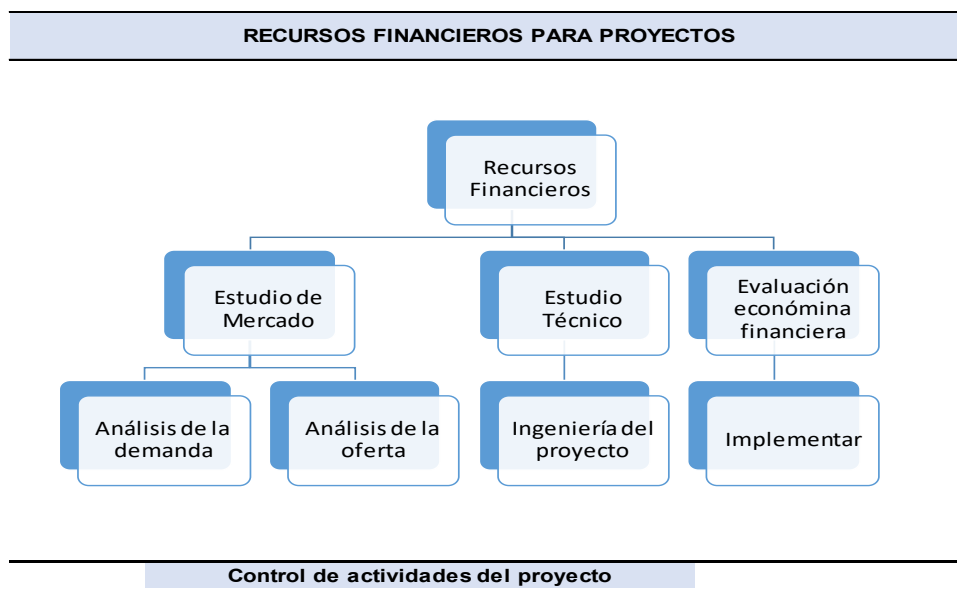 RECURSOS FINANCIEROS PARA PROYECTOS
Recursos
Financieros
Estudio de
Mercado
Estudio
Técnico
Evaluación
económina
financiera
Análisis de la
demanda
Análisis de la
oferta
Ingeniería del
proyecto
Implementar
Control de actividades del proyecto